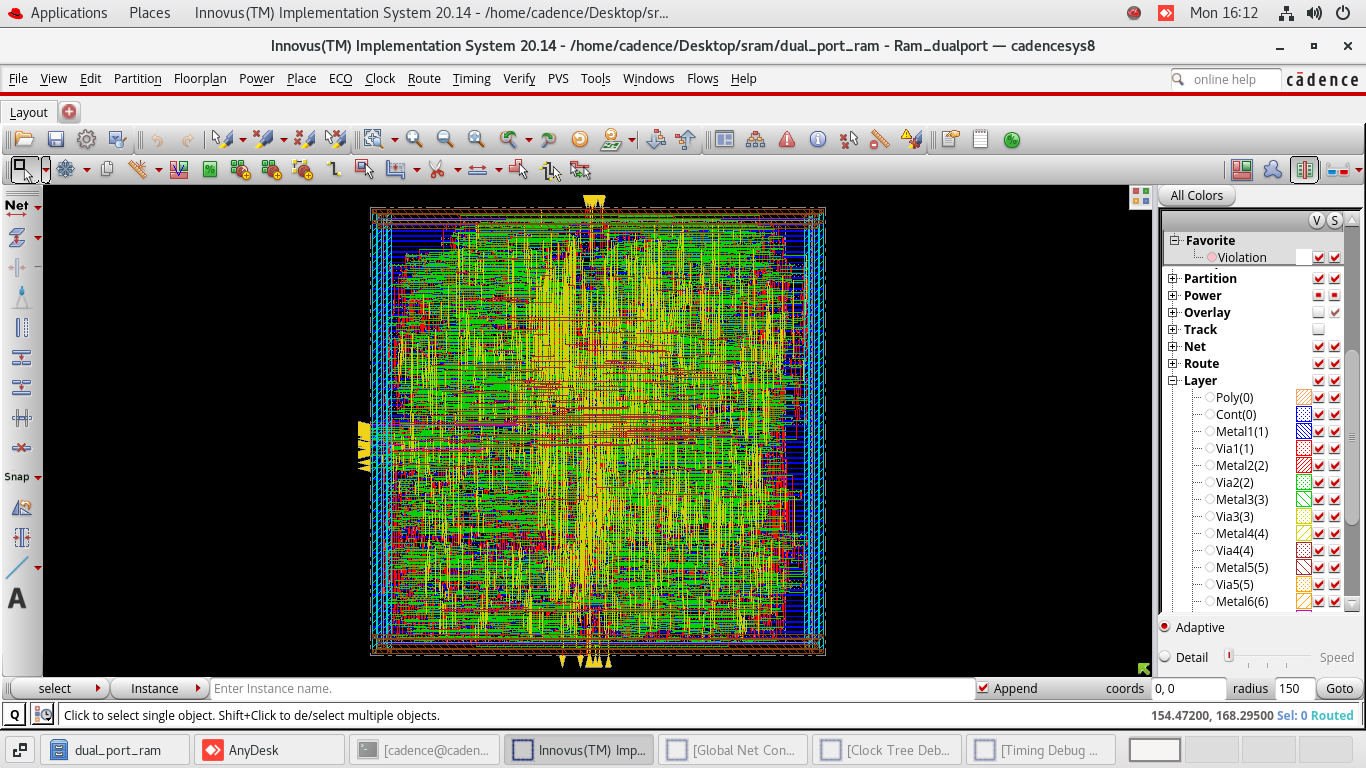 Applications Places Innovus(TM) Implementation System 20.14 - /home/cadence/Desktop/sr... Mon 16:12
Innovus(TM) Implementation System 20.14 - /home/cadence/Desktop/sram/dual_port_ram - Ram_dualport — cadencesys8
File View Edit Partition Floorplan Power Place ECO Clock Route Timing Verify PVS Tools Windows Flows Help online help cādence
Layout
Net
Snap
A
All Colors
V S
Favorite
Violation
Partition
Power
Overlay
Track
Net
Route
Layer
Poly(0)
Cont(0)
Metal1(1)
Via1(1)
Metal2(2)
Via2(2)
Metal3(3)
Via3(3)
Metal4(4)
Via4(4)
Metal5(5)
Via5(5)
Metal6(6)
Adaptive
Detail Speed
select Instance Enter Instance name. Append coords 0, 0 radius 150 Goto
Q Click to select single object. Shift+Click to de/select multiple objects. 154.47200, 168.29500 Sel: 0 Routed
dual_port_ram AnyDesk [cadence@caden... Innovus(TM) Imp... [Global Net Con... [Clock Tree Deb... [Timing Debug ...